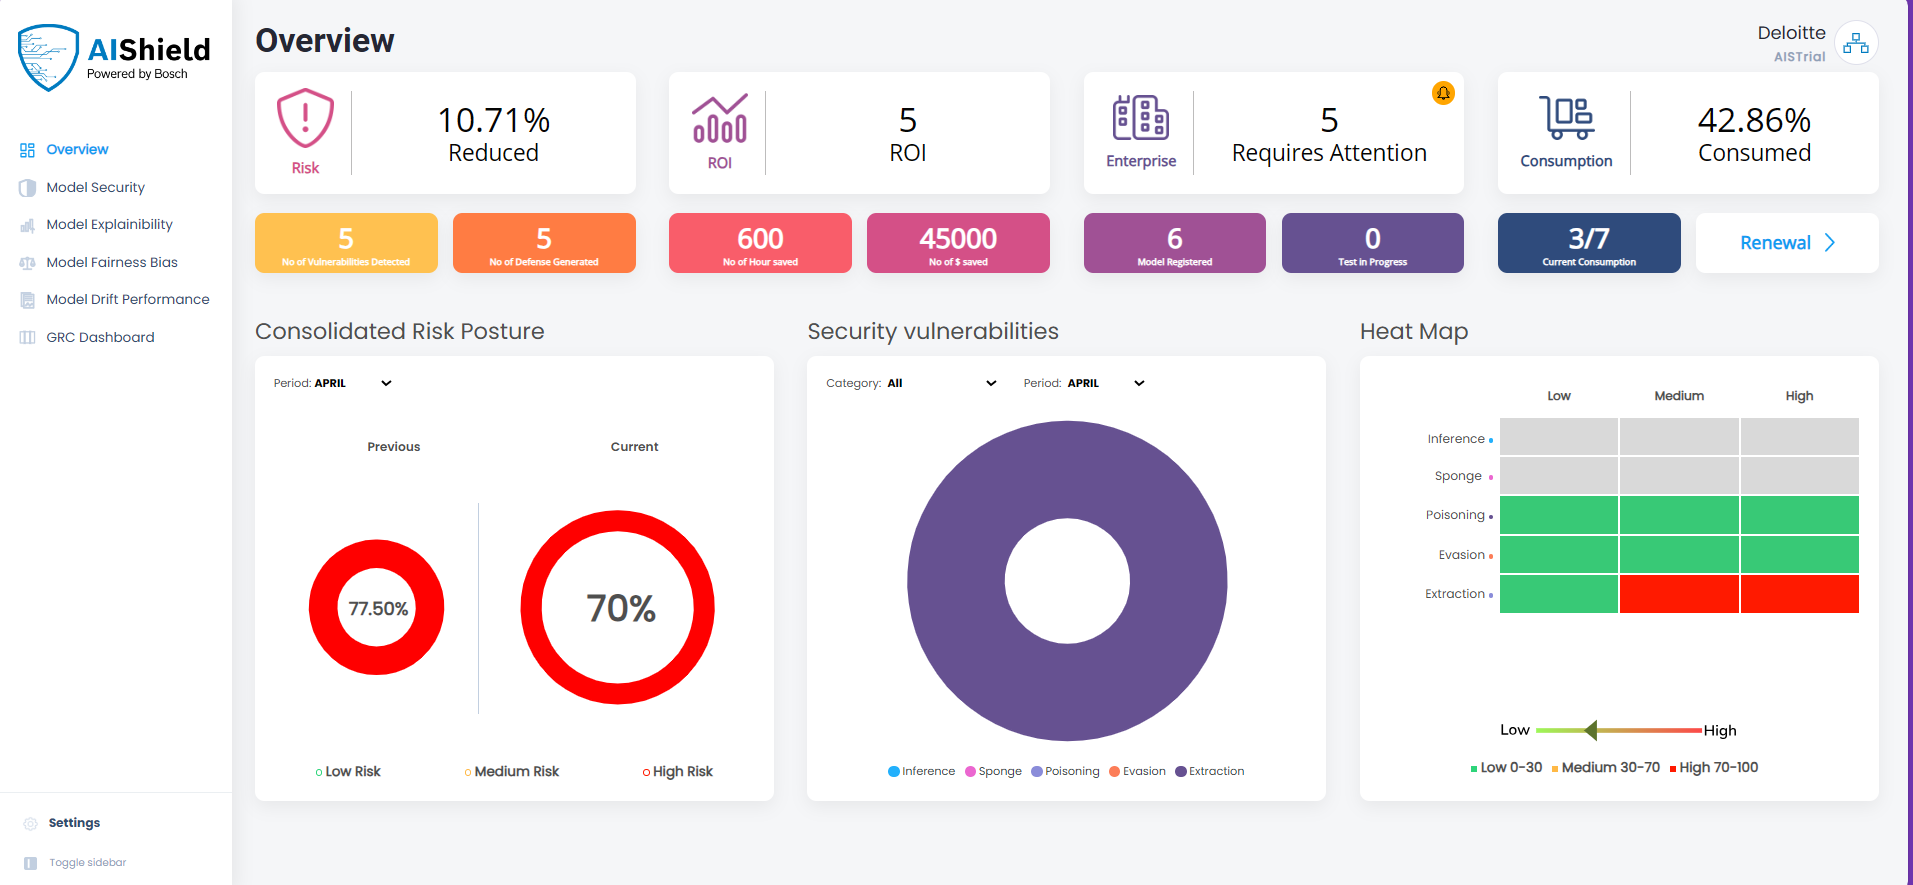 AIShield
Powered by Bosch
Overview
Model Security
Model Explainibility
Model Fairness Bias
Model Drift Performance
GRC Dashboard
Settings
Toggle sidebar
Overview
Deloitte
AISTrial
Risk
10.71%
Reduced
ROI
5
ROI
Enterprise
5
Requires Attention
Consumption
42.86%
Consumed
5
No of Vulnerabilities Detected
5
No of Defense Generated
600
No of Hour saved
45000
No of $ saved
6
Model Registered
0
Test in Progress
3/7
Current Consumption
Renewal
Consolidated Risk Posture
Period: APRIL
Previous
Current
77.50%
70%
Low Risk
Medium Risk
High Risk
Security vulnerabilities
Category: All
Period: APRIL
Inference
Sponge
Poisoning
Evasion
Extraction
Heat Map
Low
Medium
High
Inference
Sponge
Poisoning
Evasion
Extraction
Low
High
Low 0-30
Medium 30-70
High 70-100